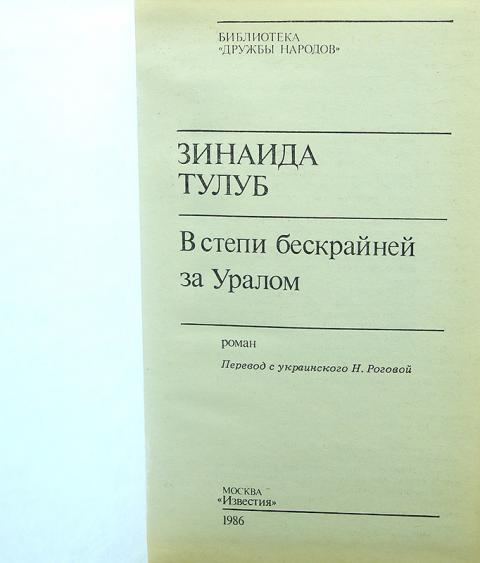 БИБЛИОТЕКА
«ДРУЖБЫ НАРОДОВ»
ЗИНАИДА
ТУЛУБ
В степи бескрайней
за Уралом
роман
Перевод с украинского Н. Роговой
МОСКВА
«Известия»
1986